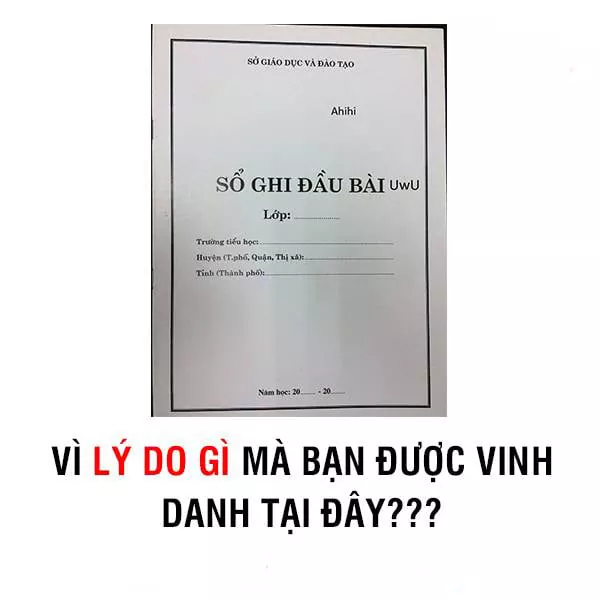 SỞ GIÁO DỤC VÀ ĐÀO TẠO
Ahihi
SỔ GHI ĐẦU BÀI UwU
Lớp: ......................
Trường tiểu học: ......................
Huyện (T.phố, Quận, Thị xã): ......................
Tỉnh (Thành phố): ......................
Năm học: 20...... - 20......
VÌ LÝ DO GÌ MÀ BẠN ĐƯỢC VINH
DANH TẠI ĐÂY???